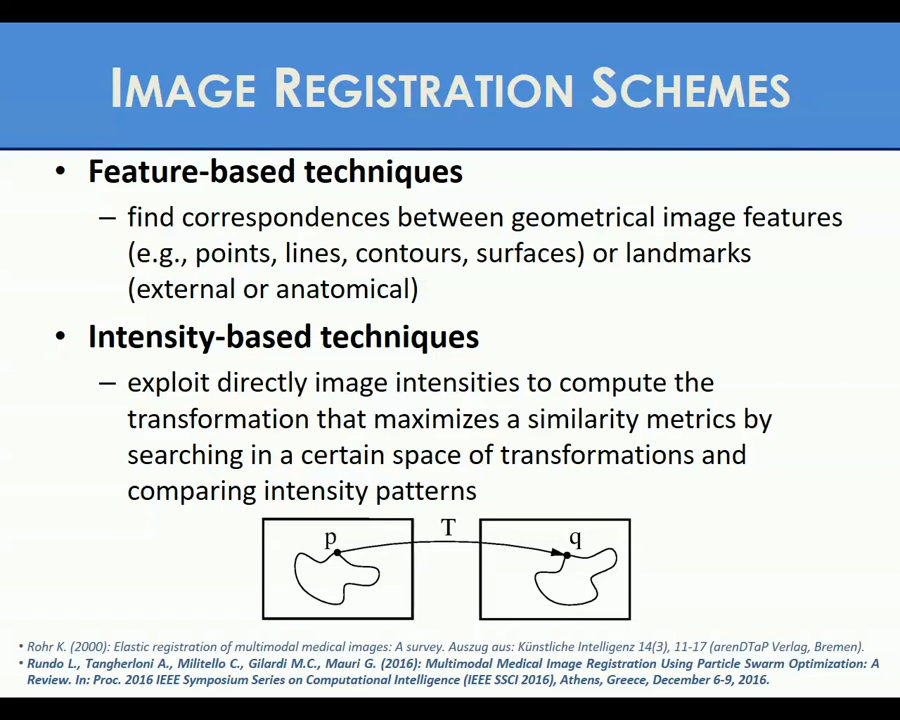 IMAGE REGISTRATION SCHEMES
• Feature-based techniques
– find correspondences between geometrical image features
(e.g., points, lines, contours, surfaces) or landmarks
(external or anatomical)
• Intensity-based techniques
– exploit directly image intensities to compute the
transformation that maximizes a similarity metrics by
searching in a certain space of transformations and
comparing intensity patterns
p T q
• Rohr K. (2000): Elastic registration of multimodal medical images: A survey. Auszug aus: Künstliche Intelligenz 14(3), 11-17 (arenDTaP Verlag, Bremen).
• Rundo L., Tangherloni A., Militello C., Gilardi M.C., Mauri G. (2016): Multimodal Medical Image Registration Using Particle Swarm Optimization: A
Review. In: Proc. 2016 IEEE Symposium Series on Computational Intelligence (IEEE SSCI 2016), Athens, Greece, December 6-9, 2016.